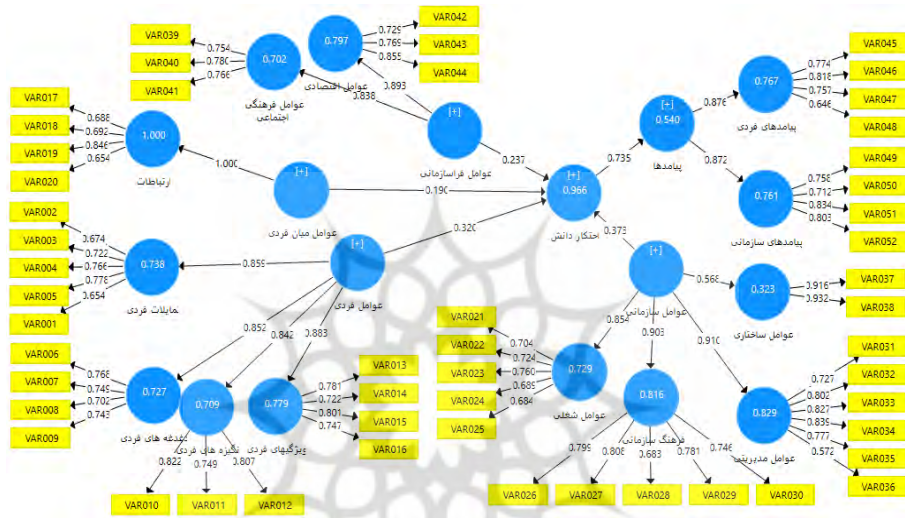 VAR039
VAR040
VAR041
0.754
0.780
0.766
0.702
عوامل فرهنگی
اجتماعی
VAR042
VAR043
VAR044
0.729
0.769
0.855
0.797
عوامل اقتصادی
0.838
0.893
VAR017
VAR018
VAR019
VAR020
0.688
0.692
0.846
0.654
1.000
ارتباطات
1.000
[+]
عوامل میان فردی
0.190
[+]
عوامل فراسازمانی
0.237
[+]
0.966
احتکار دانش
0.735
[+]
0.540
پیامدها
0.876
0.872
0.767
پیامدهای فردی
0.774
0.818
0.757
0.646
VAR045
VAR046
VAR047
VAR048
0.761
پیامدهای سازمانی
0.758
0.712
0.834
0.803
VAR049
VAR050
VAR051
VAR052
VAR002
VAR003
VAR004
VAR005
VAR001
0.674
0.722
0.766
0.778
0.654
0.738
تمایلات فردی
0.859
[+]
عوامل فردی
0.320
0.852
0.842
0.883
VAR006
VAR007
VAR008
VAR009
0.768
0.749
0.702
0.743
0.727
دغدغه های فردی
0.709
انگیزه های فردی
0.822
0.749
0.807
VAR010
VAR011
VAR012
0.779
ویژگیهای فردی
0.781
0.722
0.801
0.747
VAR013
VAR014
VAR015
VAR016
0.373
[+]
عوامل سازمانی
0.568
0.854
0.903
0.910
0.323
عوامل ساختاری
0.916
0.932
VAR037
VAR038
VAR021
VAR022
VAR023
VAR024
VAR025
0.704
0.724
0.760
0.685
0.684
0.729
عوامل شغلی
0.816
فرهنگ سازمانی
0.799
0.808
0.683
0.781
0.746
VAR026
VAR027
VAR028
VAR029
VAR030
0.829
عوامل مدیریتی
0.727
0.802
0.827
0.839
0.777
0.572
VAR031
VAR032
VAR033
VAR034
VAR035
VAR036